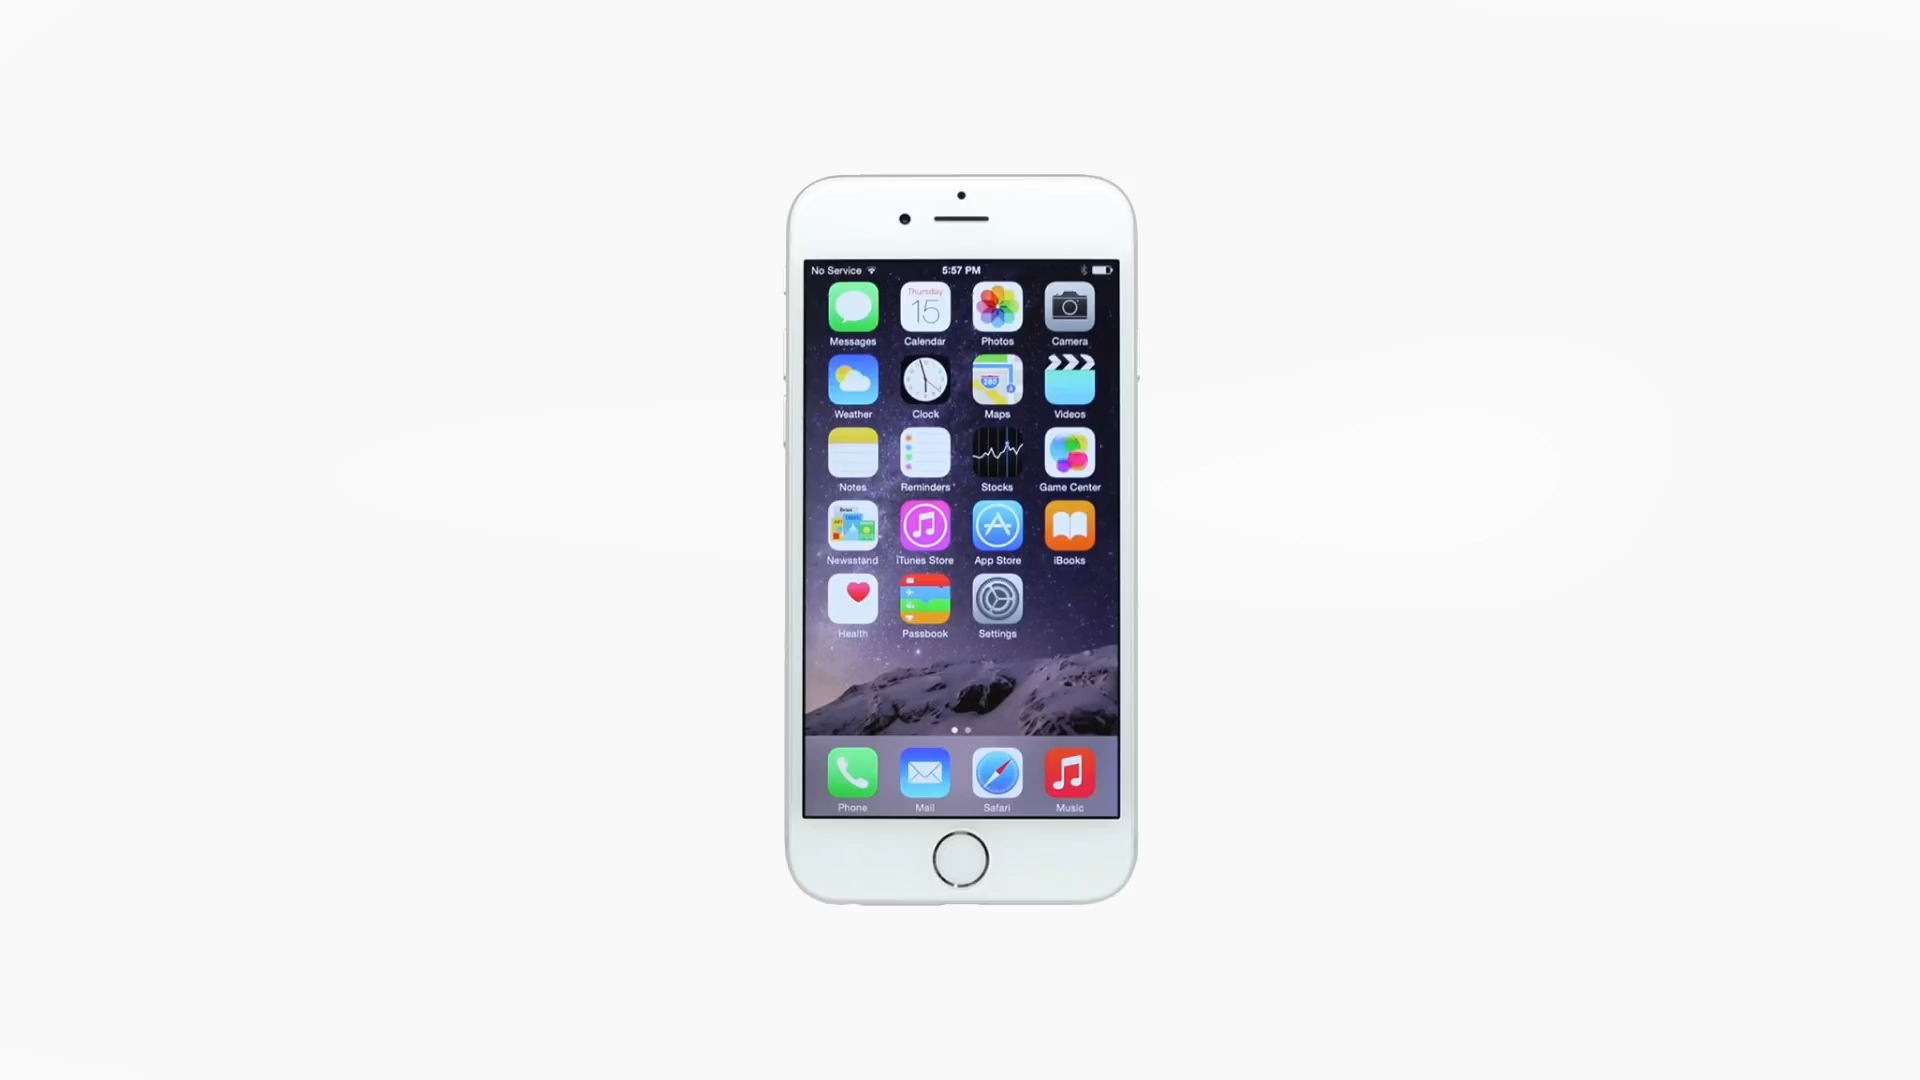 No Service 5:57 PM
Thursday
15
Messages Calendar Photos Camera
280
A
Weather Clock Maps Videos
Notes Reminders Stocks Game Center
Newsstand iTunes Store App Store iBooks
Health Passbook Settings
Phone Mail Safari Music